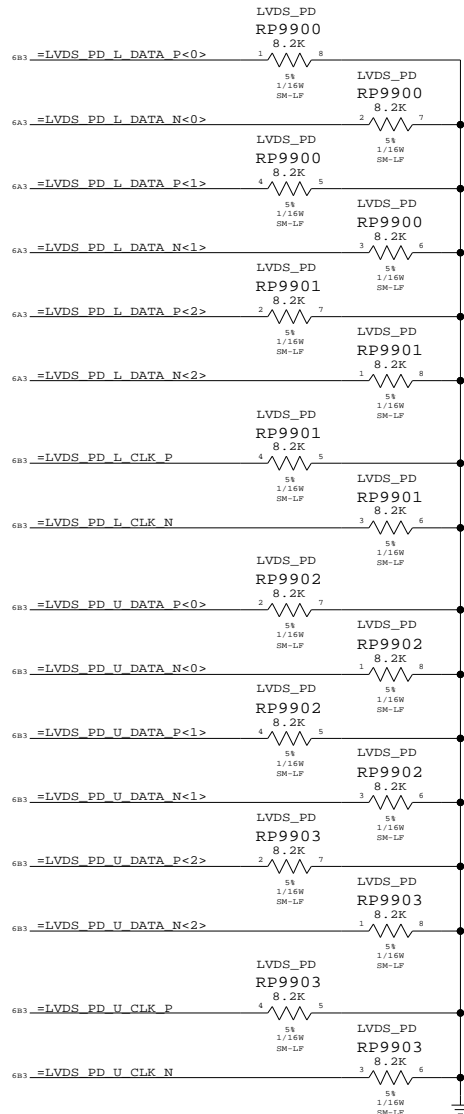 LVDS_PD
RP9900
8.2K
6B3 =LVDS_PD_L_DATA_P<0> 1 8
5%
1/16W
SM-LF
LVDS_PD
RP9900
8.2K
6A3 =LVDS_PD_L_DATA_N<0> 2 7
5%
1/16W
SM-LF
LVDS_PD
RP9900
8.2K
6A3 =LVDS_PD_L_DATA_P<1> 4 5
5%
1/16W
SM-LF
LVDS_PD
RP9900
8.2K
6A3 =LVDS_PD_L_DATA_N<1> 3 6
5%
1/16W
SM-LF
LVDS_PD
RP9901
8.2K
6A3 =LVDS_PD_L_DATA_P<2> 2 7
5%
1/16W
SM-LF
LVDS_PD
RP9901
8.2K
6A3 =LVDS_PD_L_DATA_N<2> 1 8
5%
1/16W
SM-LF
LVDS_PD
RP9901
8.2K
6B3 =LVDS_PD_L_CLK_P 4 5
5%
1/16W
SM-LF
LVDS_PD
RP9901
8.2K
6B3 =LVDS_PD_L_CLK_N 3 6
5%
1/16W
SM-LF
LVDS_PD
RP9902
8.2K
6B3 =LVDS_PD_U_DATA_P<0> 2 7
5%
1/16W
SM-LF
LVDS_PD
RP9902
8.2K
6B3 =LVDS_PD_U_DATA_N<0> 1 8
5%
1/16W
SM-LF
LVDS_PD
RP9902
8.2K
6B3 =LVDS_PD_U_DATA_P<1> 4 5
5%
1/16W
SM-LF
LVDS_PD
RP9902
8.2K
6B3 =LVDS_PD_U_DATA_N<1> 3 6
5%
1/16W
SM-LF
LVDS_PD
RP9903
8.2K
6B3 =LVDS_PD_U_DATA_P<2> 2 7
5%
1/16W
SM-LF
LVDS_PD
RP9903
8.2K
6B3 =LVDS_PD_U_DATA_N<2> 1 8
5%
1/16W
SM-LF
LVDS_PD
RP9903
8.2K
6B3 =LVDS_PD_U_CLK_P 4 5
5%
1/16W
SM-LF
LVDS_PD
RP9903
8.2K
6B3 =LVDS_PD_U_CLK_N 3 6
5%
1/16W
SM-LF